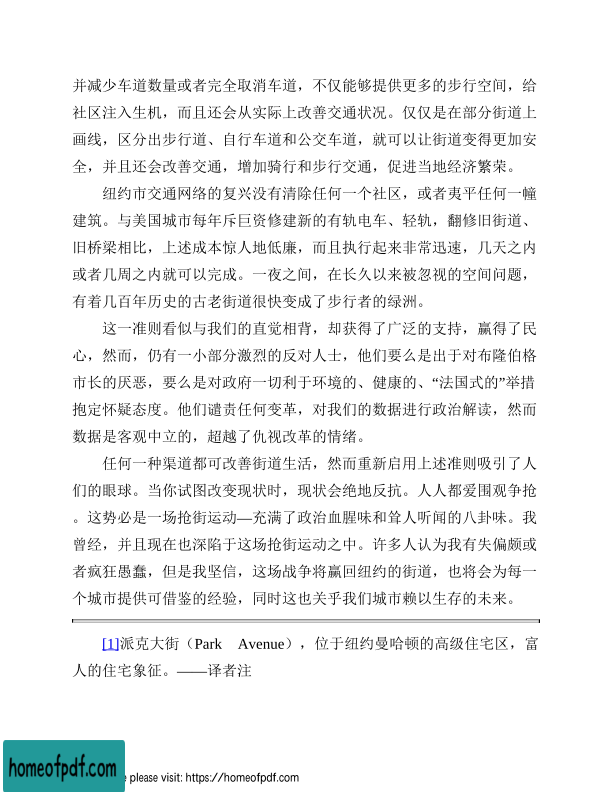 并减少车道数量或者完全取消车道，不仅能够提供更多的步行空间，给
社区注入生机，而且还会从实际上改善交通状况。仅仅是在部分街道上
画线，区分出步行道、自行车道和公交车道，就可以让街道变得更加安
全，并且还会改善交通，增加骑行和步行交通，促进当地经济繁荣。
纽约市交通网络的复兴没有清除任何一个社区，或者夷平任何一幢
建筑。与美国城市每年斥巨资修建新的有轨电车、轻轨，翻修旧街道、
旧桥梁相比，上述成本惊人地低廉，而且执行起来非常迅速，几天之内
或者几周之内就可以完成。一夜之间，在长久以来被忽视的空间问题，
有着几百年历史的古老街道很快变成了步行者的绿洲。
这一准则看似与我们的直觉相背，却获得了广泛的支持，赢得了民
心，然而，仍有一小部分激烈的反对人士，他们要么是出于对布隆伯格
市长的厌恶，要么是对政府一切利于环境的、健康的、“法国式的”举措
抱定怀疑态度。他们谴责任何变革，对我们的数据进行政治解读，然而
数据是客观中立的，超越了仇视改革的情绪。
任何一种渠道都可改善街道生活，然而重新启用上述准则吸引了人
们的眼球。当你试图改变现状时，现状会绝地反抗。人人都爱围观争抢
。这势必是一场抢街运动—充满了政治血腥味和耸人听闻的八卦味。我
曾经，并且现在也深陷于这场抢街运动之中。许多人认为我有失偏颇或
者疯狂愚蠢，但是我坚信，这场战争将赢回纽约的街道，也将会为每一
个城市提供可借鉴的经验，同时这也关乎我们城市赖以生存的未来。
[1]派克大街（Park Avenue），位于纽约曼哈顿的高级住宅区，富
人的住宅象征。——译者注
homeofpdf.com
e please visit: https://homeofpdf.com